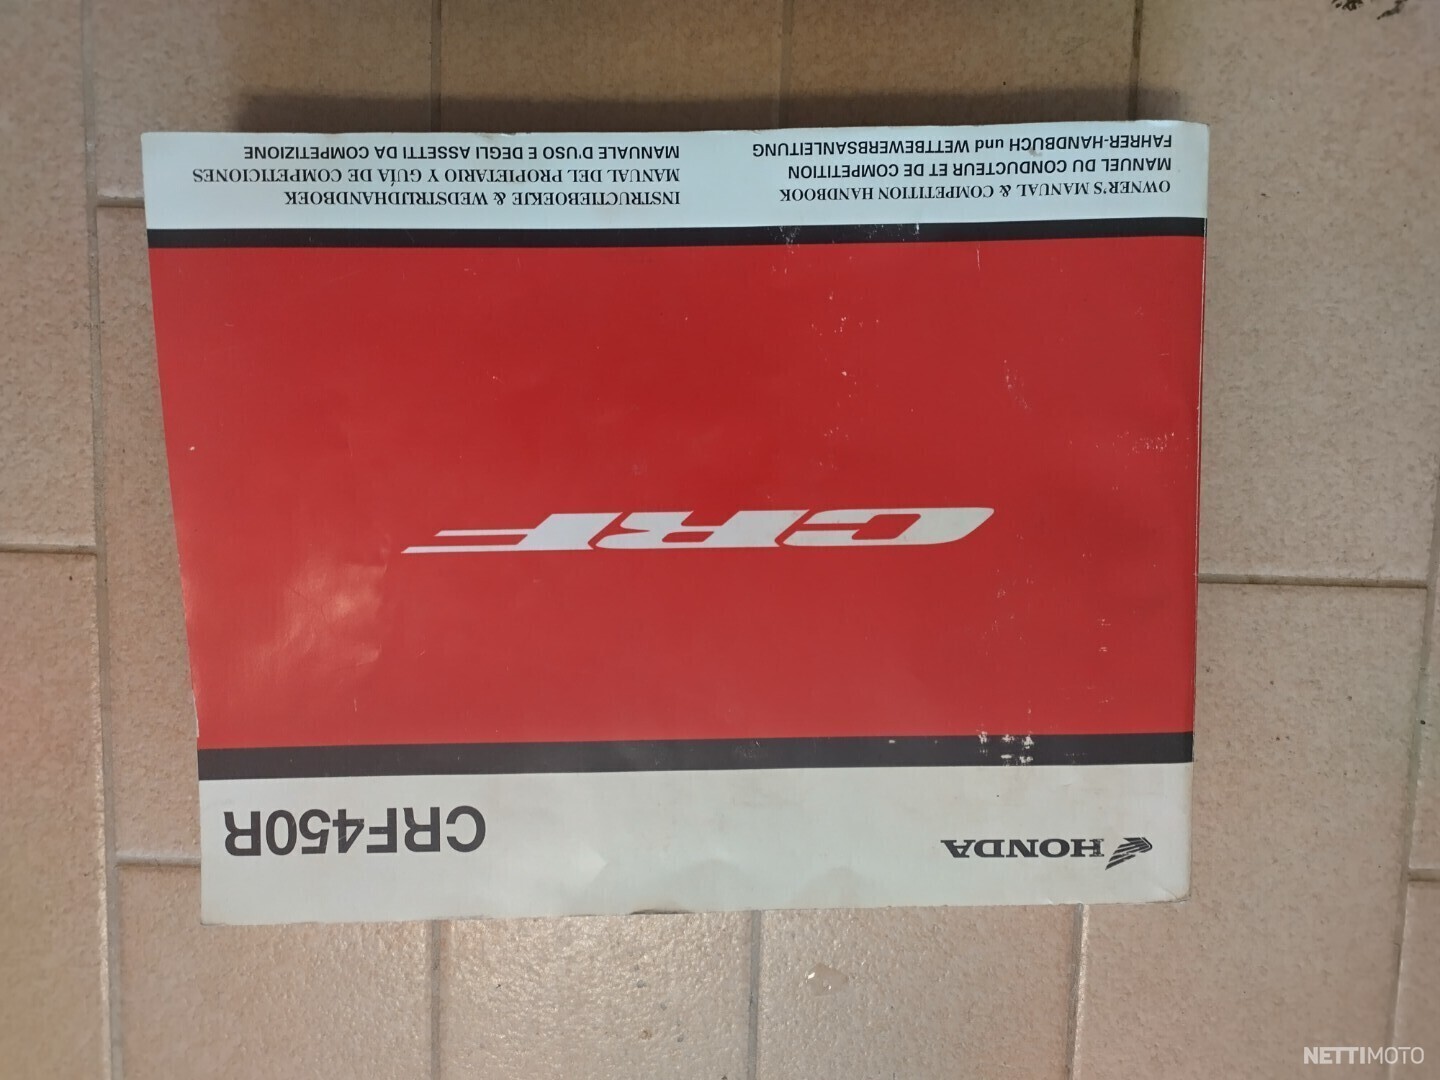 HONDA
CRF450R
CRF
OWNER'S MANUAL & COMPETITION HANDBOOK
MANUEL DU CONDUCTEUR ET DE COMPETITION
FAHRER-HANDBUCH und WETTBEWERBSANLEITUNG
INSTRUCTIEBOEKJE & WEDSTRIJDHANDBOEK
MANUAL DEL PROPIETARIO Y GUÍA DE COMPETICIONES
MANUALE D'USO E DEGLI ASSETTI DA COMPETIZIONE
NETTIMOTO